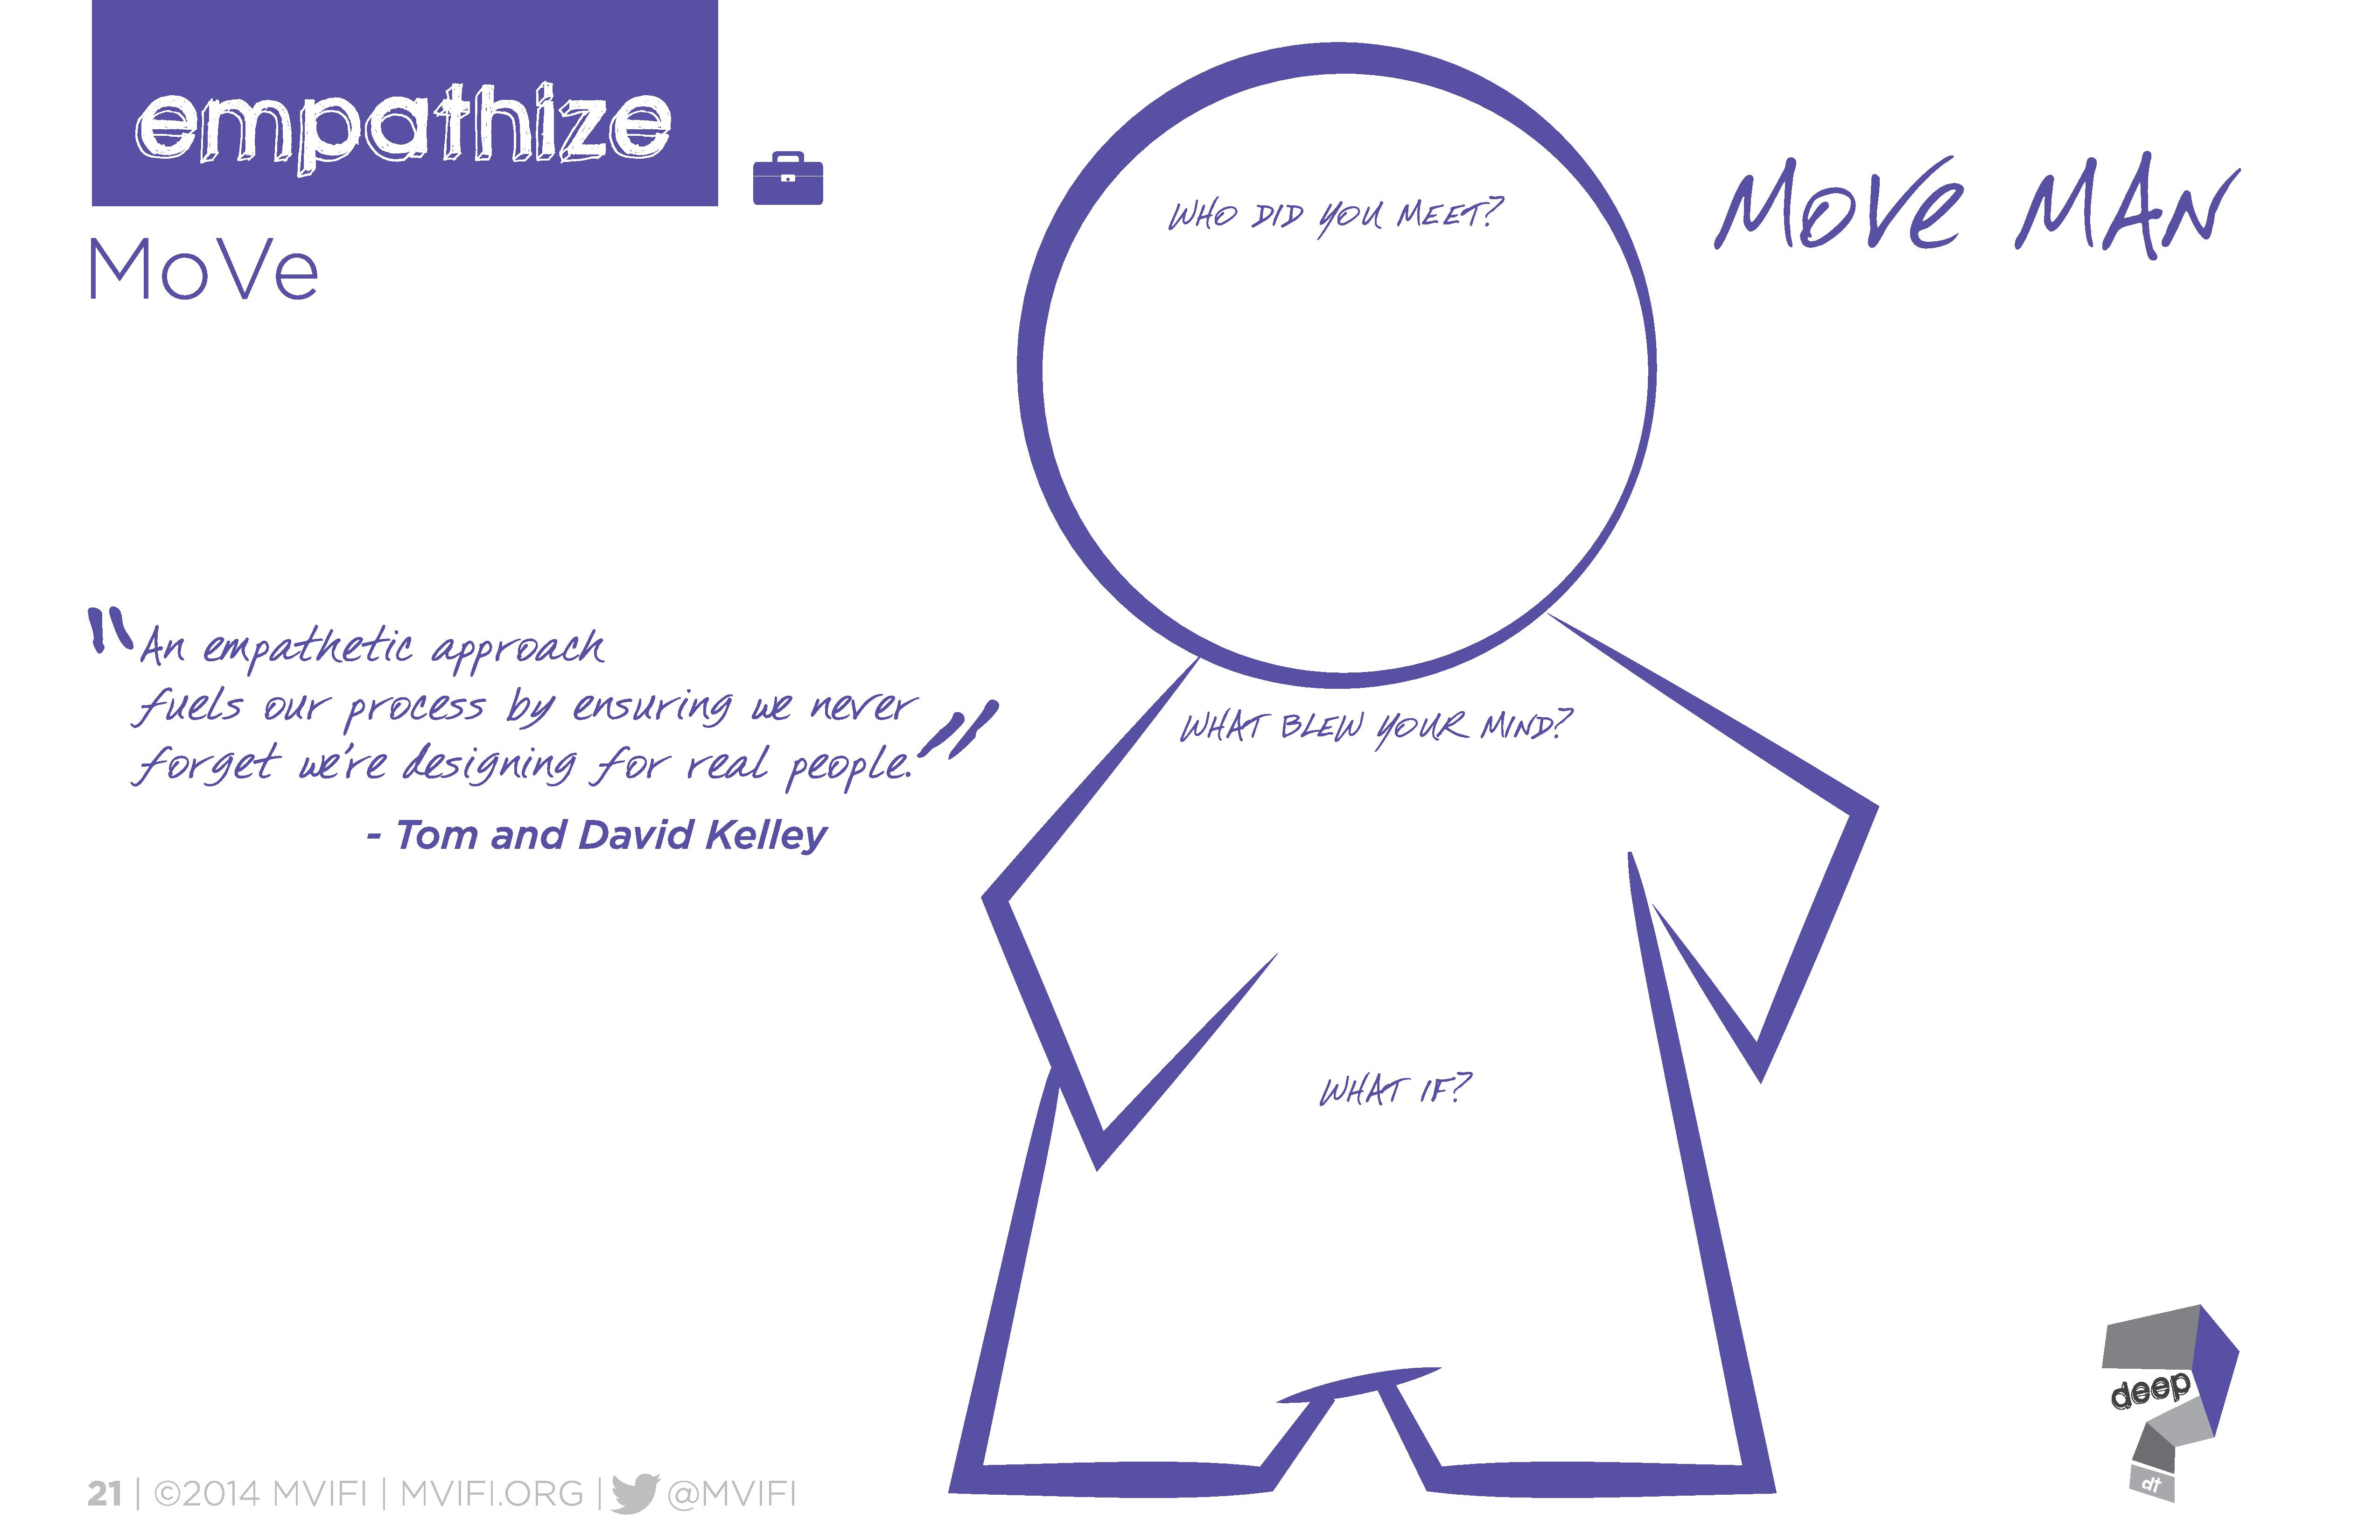 empathize
MoVe
MoVe MAN
WHO DID YOU MEET?
"An empathetic approach
fuels our process by ensuring we never
forget we're designing for real people."
- Tom and David Kelley
WHAT BLEW YOUR MIND?
WHAT IF?
deep
dt
21 | ©2014 MVIFI | MVIFI.ORG | @MVIFI